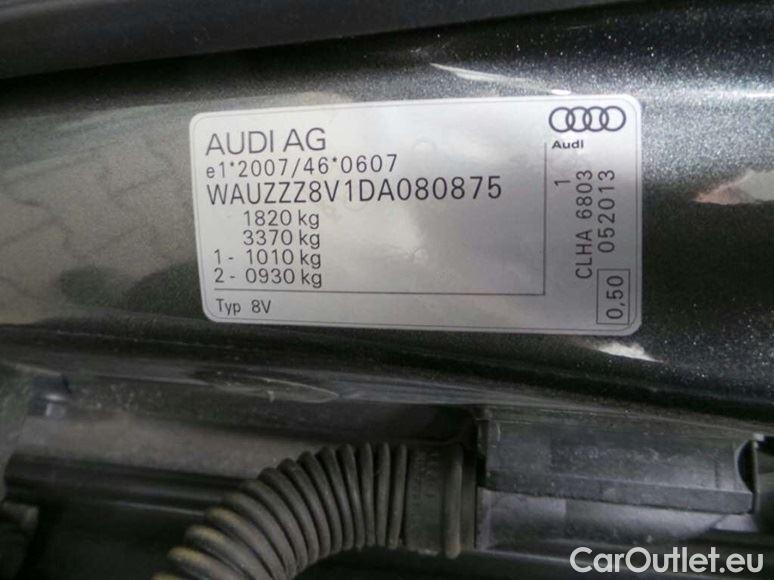 AUDI AG
e1*2007/46*0607
WAUZZZ8V1DA080875
1820 kg
3370 kg
1 - 1010 kg
2 - 0930 kg
Typ 8V
Audi
1
CLHA 6803
052013
0,50
CarOutlet.eu